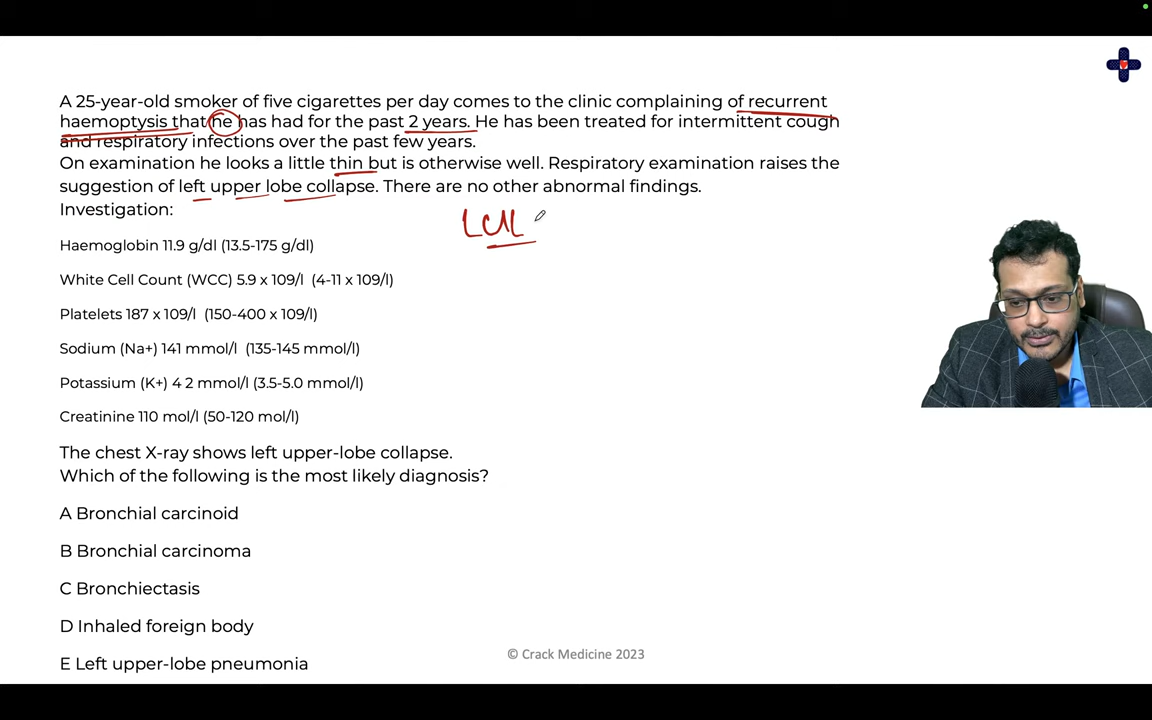 A 25-year-old smoker of five cigarettes per day comes to the clinic complaining of recurrent
haemoptysis that he has had for the past 2 years. He has been treated for intermittent cough
and respiratory infections over the past few years.
On examination he looks a little thin but is otherwise well. Respiratory examination raises the
suggestion of left upper lobe collapse. There are no other abnormal findings.
Investigation:
LUL
Haemoglobin 11.9 g/dl (13.5-175 g/dl)
White Cell Count (WCC) 5.9 x 109/l (4-11 x 109/l)
Platelets 187 x 109/l (150-400 x 109/l)
Sodium (Na+) 141 mmol/l (135-145 mmol/l)
Potassium (K+) 4 2 mmol/l (3.5-5.0 mmol/l)
Creatinine 110 mol/l (50-120 mol/l)
The chest X-ray shows left upper-lobe collapse.
Which of the following is the most likely diagnosis?
A Bronchial carcinoid
B Bronchial carcinoma
C Bronchiectasis
D Inhaled foreign body
E Left upper-lobe pneumonia
© Crack Medicine 2023